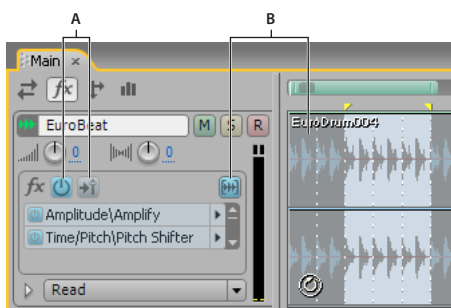 A
B
Main ×
fx
EuroBeat
M S R
0 0
fx
EuroDrum004
Amplitude\Amplify
Time/Pitch\Pitch Shifter
Read